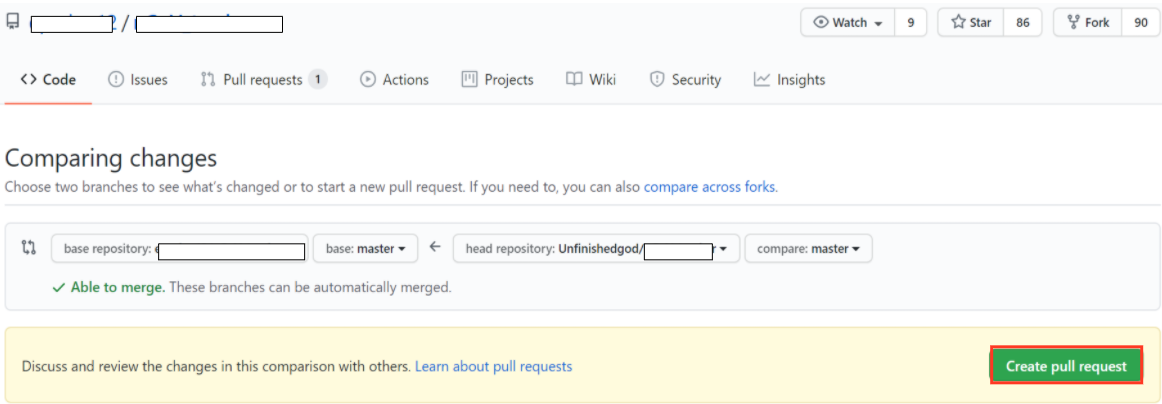 /
Watch 9 Star 86 Fork 90
Code Issues Pull requests 1 Actions Projects Wiki Security Insights
Comparing changes
Choose two branches to see what's changed or to start a new pull request. If you need to, you can also compare across forks.
base repository: base: master ← head repository: Unfinishedgod/ compare: master
Able to merge. These branches can be automatically merged.
Discuss and review the changes in this comparison with others. Learn about pull requests
Create pull request